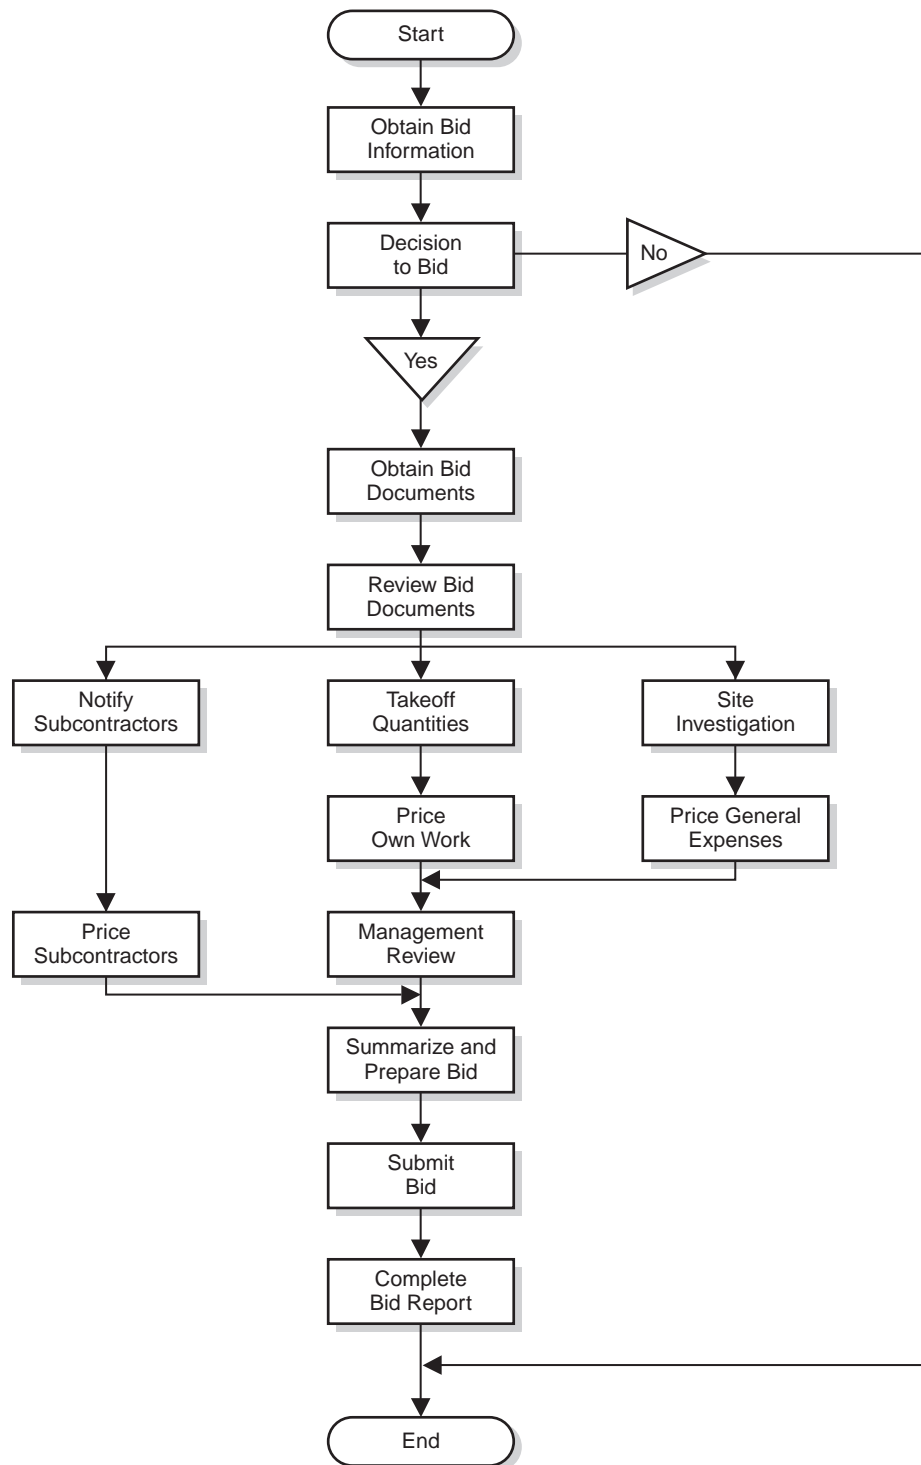 Start
Obtain Bid
Information
Decision
to Bid
No
Yes
Obtain Bid
Documents
Review Bid
Documents
Notify
Subcontractors
Takeoff
Quantities
Site
Investigation
Price
Own Work
Price General
Expenses
Price
Subcontractors
Management
Review
Summarize and
Prepare Bid
Submit
Bid
Complete
Bid Report
End